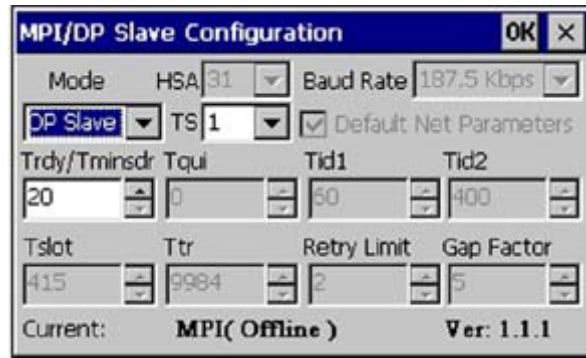 MPI/DP Slave Configuration OK ×
Mode HSA 31 Baud Rate 187.5 Kbps
DP Slave TS 1 Default Net Parameters
Trdy/Tminsdr Tqui Tid1 Tid2
20 0 60 400
Tslot Ttr Retry Limit Gap Factor
415 9984 2 5
Current: MPI( Offline ) Ver: 1.1.1